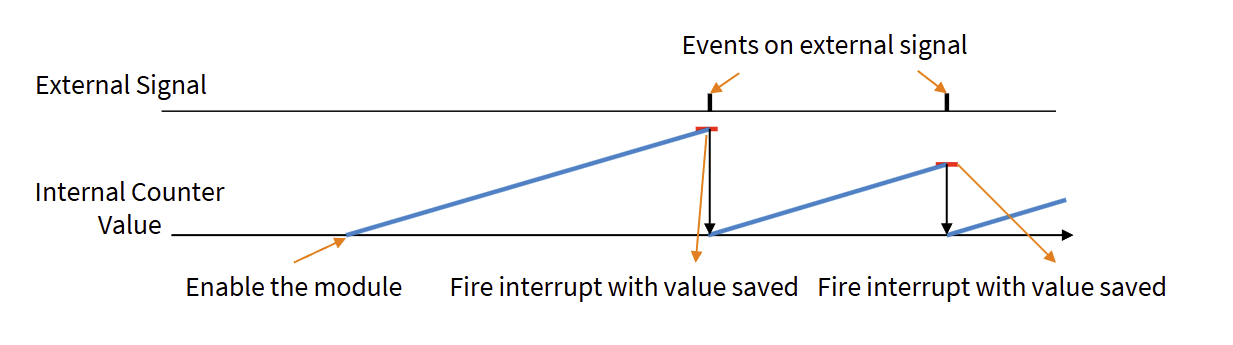 Events on external signal
External Signal
Internal Counter
Value
Enable the module
Fire interrupt with value saved
Fire interrupt with value saved